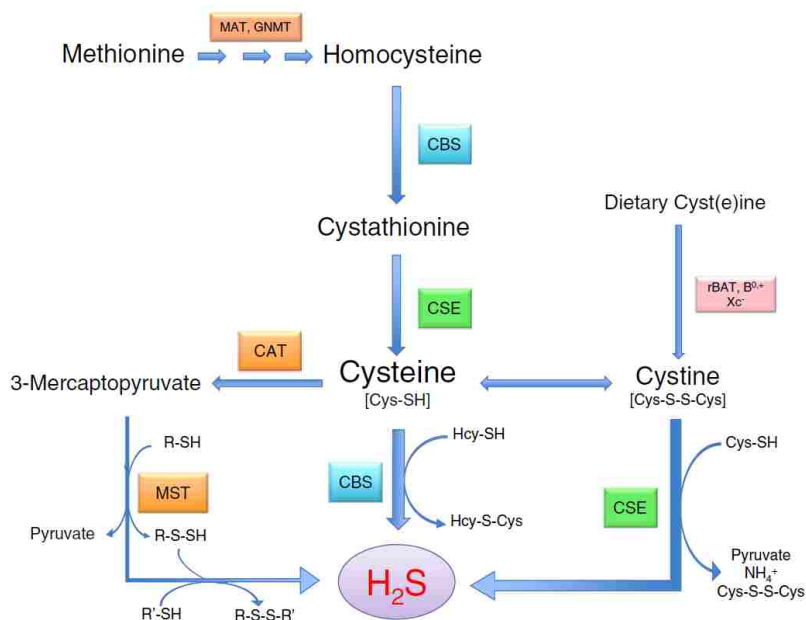 MAT, GNMT
Methionine
Homocysteine
CBS
Dietary Cyst(e)ine
Cystathionine
rBAT, B⁰,⁺
Xc⁻
CSE
CAT
3-Mercaptopyruvate
Cysteine
[Cys-SH]
Cystine
[Cys-S-S-Cys]
R-SH
Hcy-SH
Cys-SH
MST
CBS
CSE
Pyruvate
R-S-SH
Hcy-S-Cys
H₂S
Pyruvate
NH₄⁺
Cys-S-S-Cys
R'-SH
R-S-S-R'